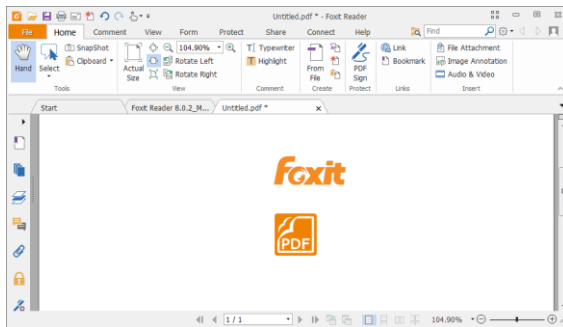 Untitled.pdf * - Foxit Reader
File Home Comment View Form Protect Share Connect Help Find
Hand
Select
SnapShot
Clipboard
Tools
Actual Size
104.90%
Rotate Left
Rotate Right
View
Typewriter
Highlight
Comment
From File
Create
PDF Sign
Protect
Link
Bookmark
Links
File Attachment
Image Annotation
Audio & Video
Insert
Start Foxit Reader 8.0.2_M... Untitled.pdf *
foxit
PDF
1 / 1 104.90%